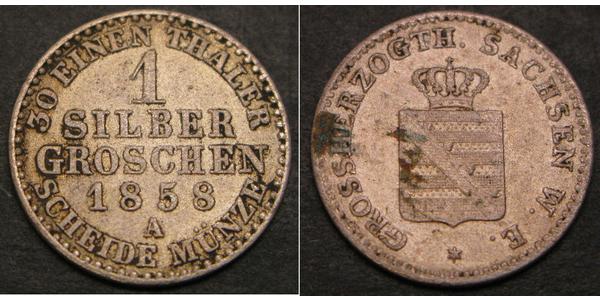 30 EINEN THALER
1
SILBER
GROSCHEN
1858
A
SCHEIDE MÜNZE
GROSSHERZOGTH. SACHSEN W. E.